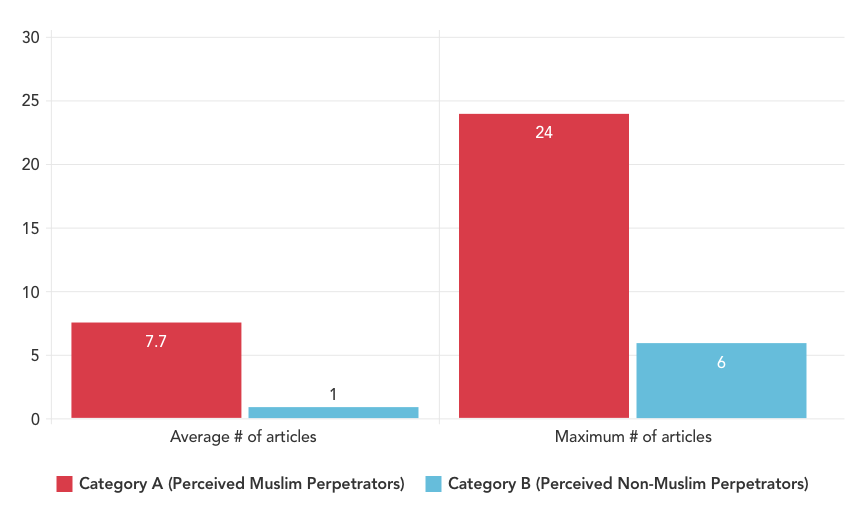 30
25
20
15
10
5
0
7.7
1
24
6
Average # of articles
Maximum # of articles
Category A (Perceived Muslim Perpetrators)
Category B (Perceived Non-Muslim Perpetrators)